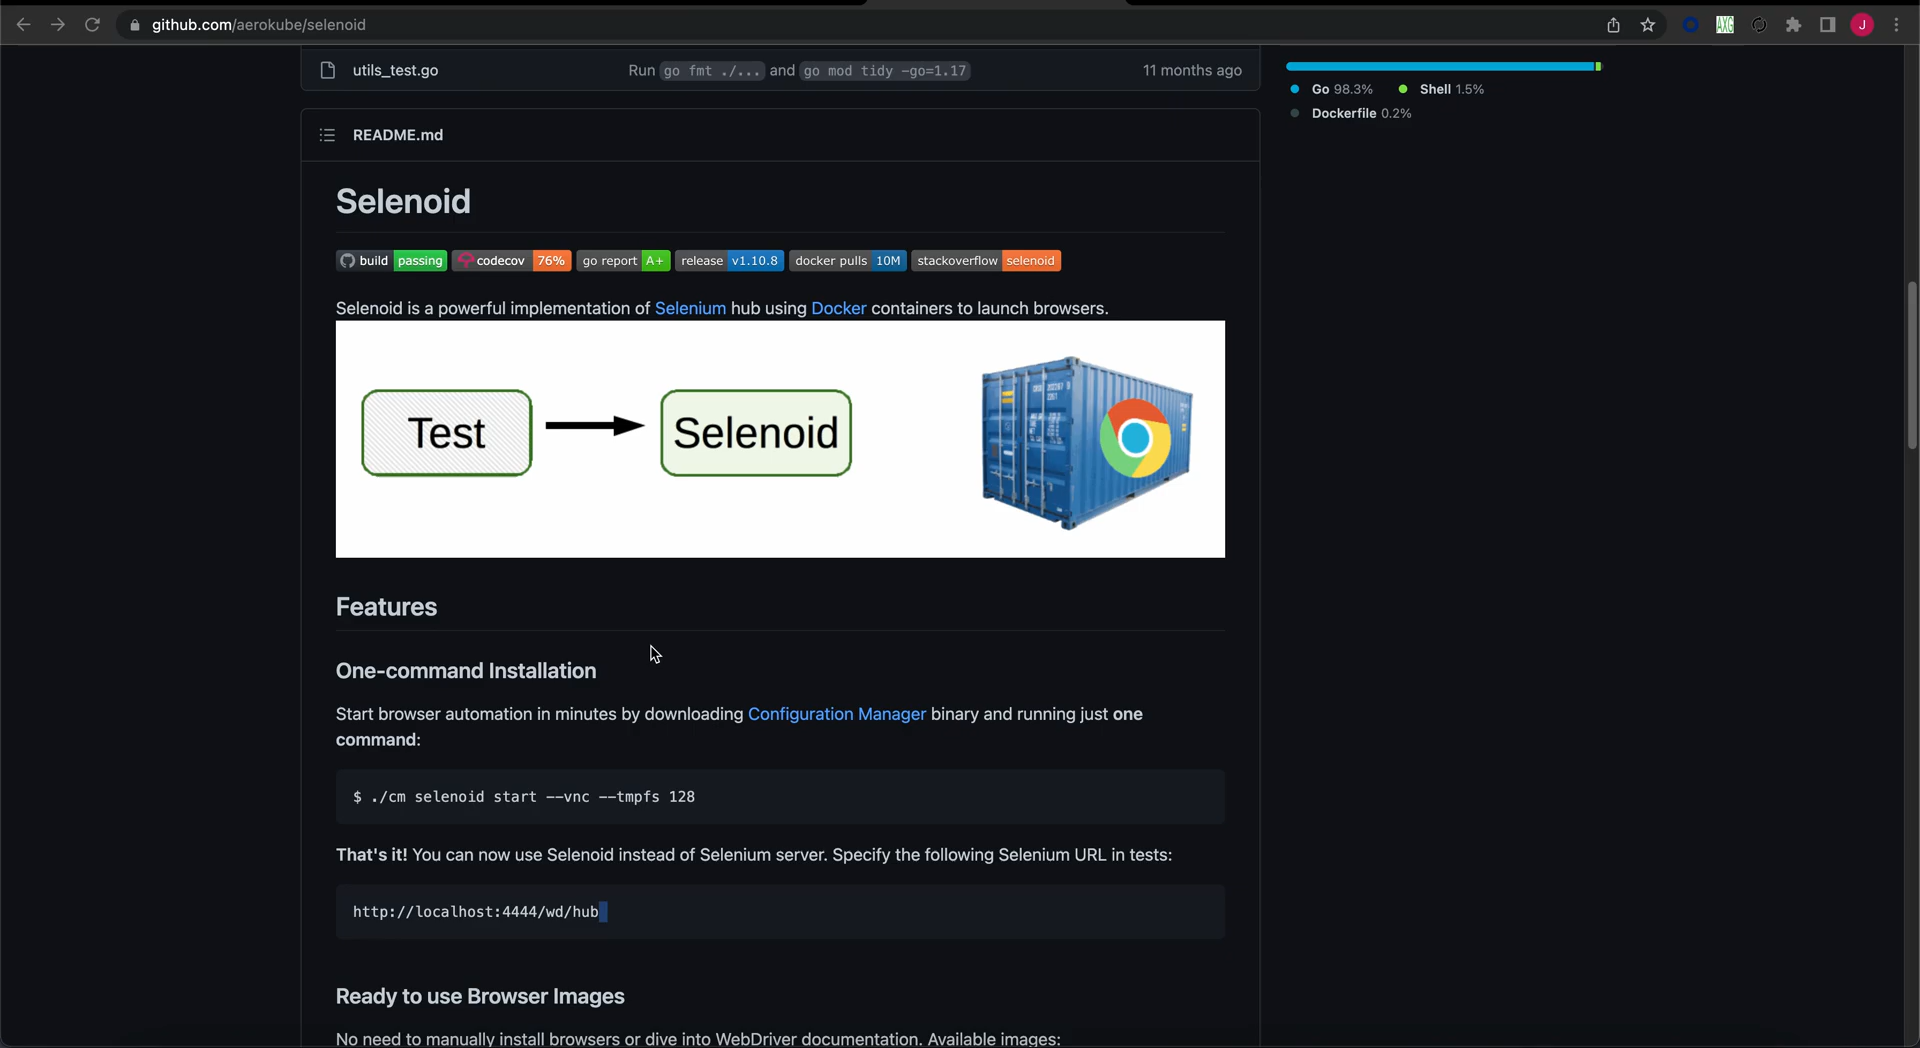 github.com/aerokube/selenoid
AXG
J
utils_test.go Run go fmt ./... and go mod tidy -go=1.17 11 months ago
Go 98.3% Shell 1.5%
Dockerfile 0.2%
README.md
Selenoid
build passing codecov 76% go report A+ release v1.10.8 docker pulls 10M stackoverflow selenoid
Selenoid is a powerful implementation of Selenium hub using Docker containers to launch browsers.
Test Selenoid
Features
One-command Installation
Start browser automation in minutes by downloading Configuration Manager binary and running just one
command:
$ ./cm selenoid start --vnc --tmpfs 128
That's it! You can now use Selenoid instead of Selenium server. Specify the following Selenium URL in tests:
http://localhost:4444/wd/hub
Ready to use Browser Images
No need to manually install browsers or dive into WebDriver documentation. Available images: